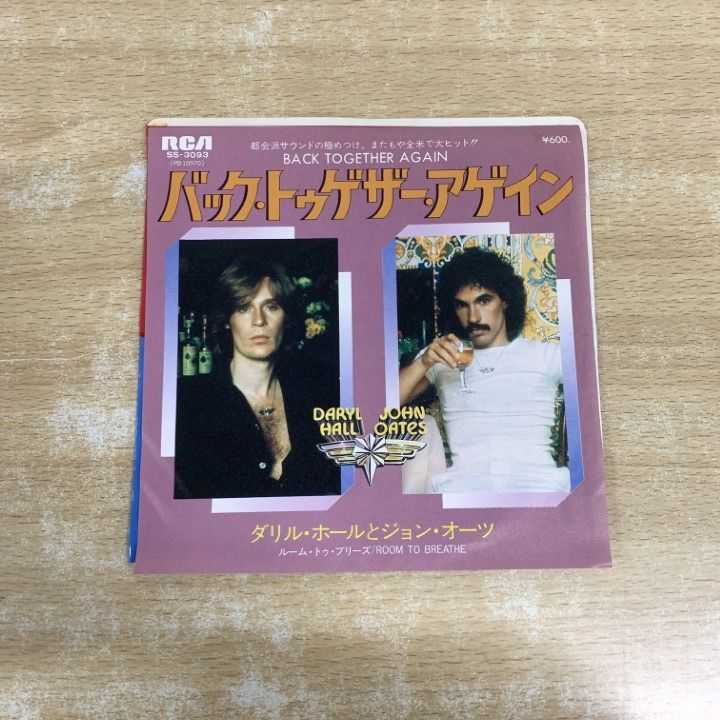 RCA
SS-3093
(PB-10970)
都会派サウンドの極めつけ。またもや全米で大ヒット!!
¥600.
BACK TOGETHER AGAIN
バック・トゥゲザー・アゲイン
DARYL JOHN
HALL OATES
ダリル・ホールとジョン・オーツ
ルーム・トゥ・ブリーズ/ROOM TO BREATHE